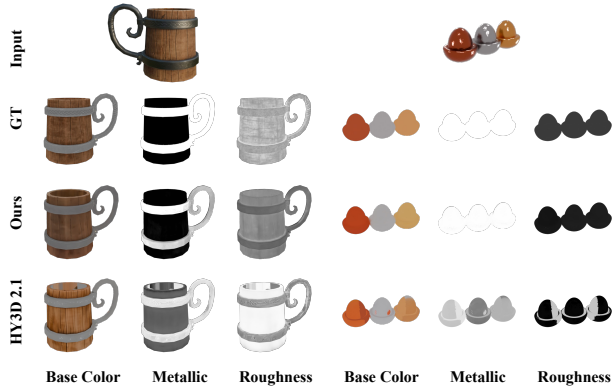 Input
GT
Ours
HY3D 2.1
Base Color Metallic Roughness Base Color Metallic Roughness